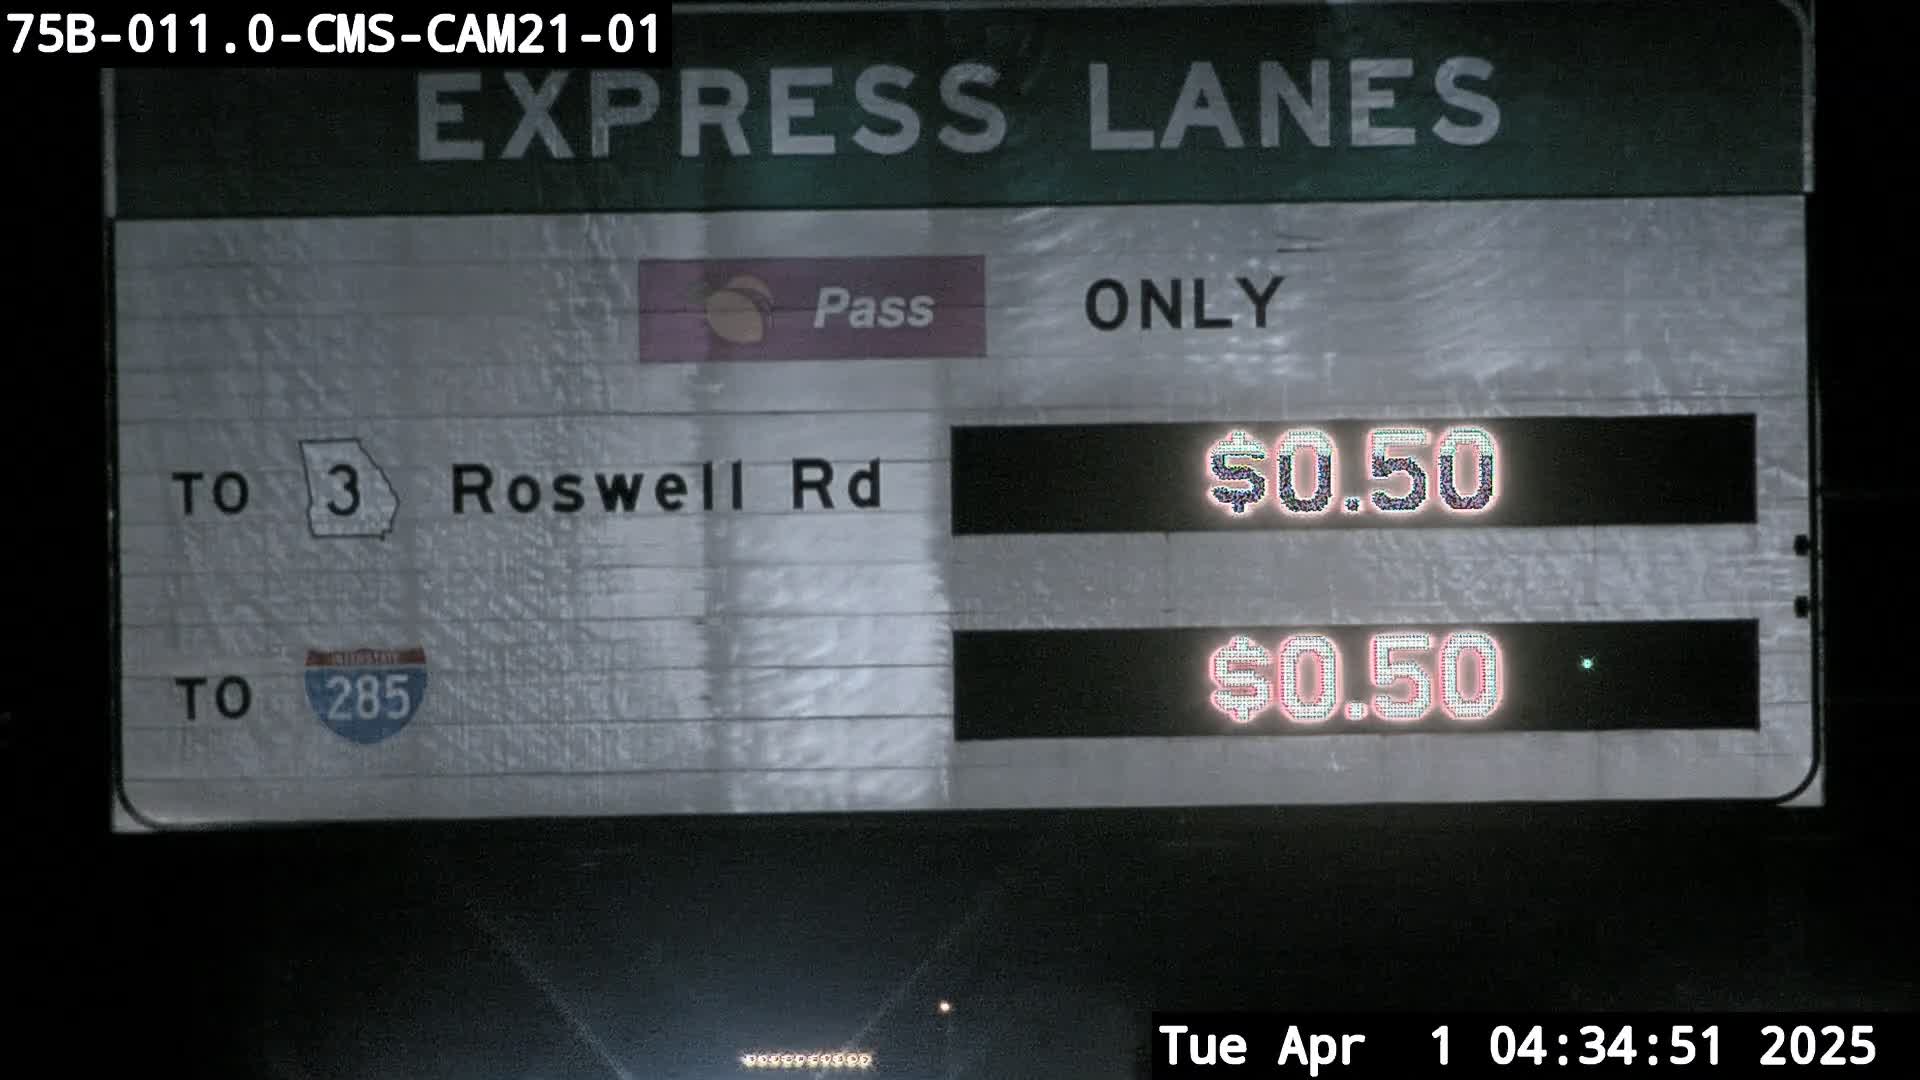 75B-011.0-CMS-CAM21-01
EXPRESS LANES
Pass ONLY
TO 3 Roswell Rd $0.50
TO INTERSTATE 285 $0.50
Tue Apr 1 04:34:51 2025